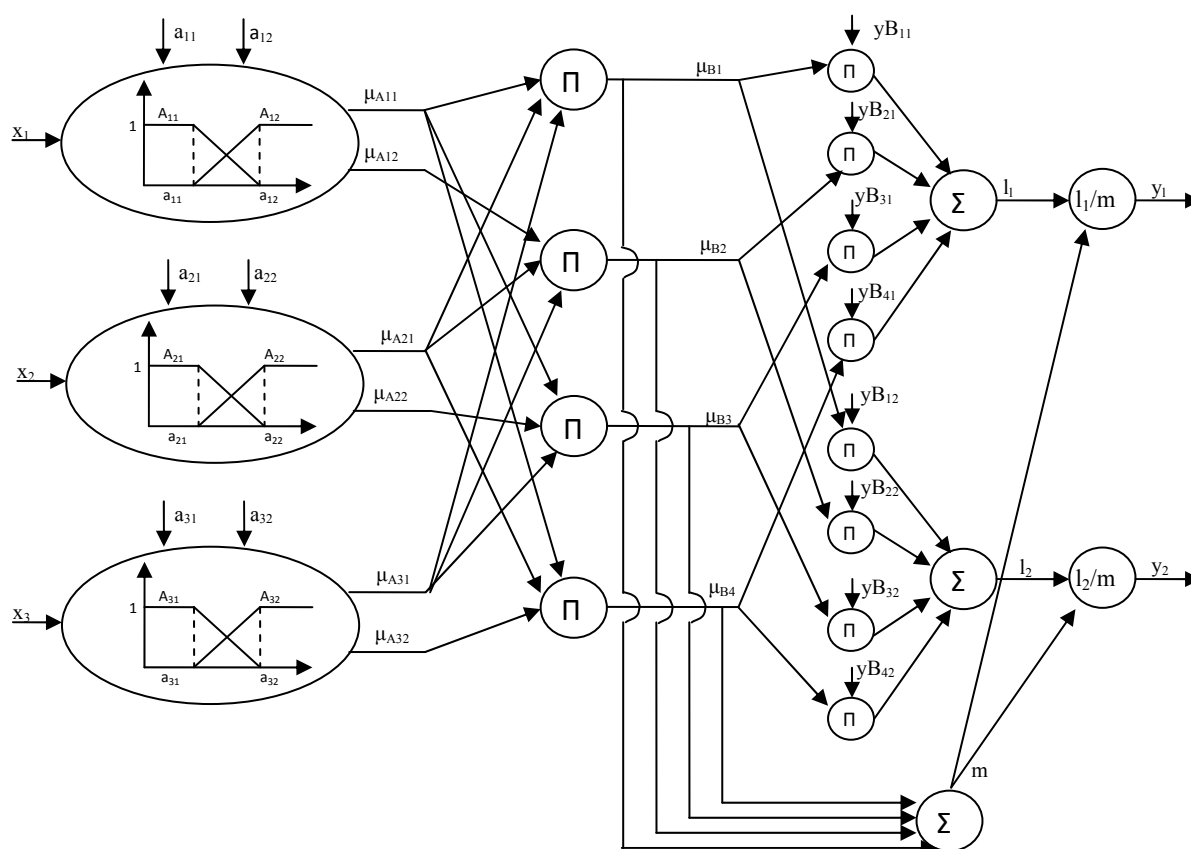 a₁₁ a₁₂
A₁₁ A₁₂
1
x₁
a₁₁ a₁₂
μA11
μA12
a₂₁ a₂₂
A₂₁ A₂₂
1
x₂
a₂₁ a₂₂
μA21
μA22
a₃₁ a₃₂
A₃₁ A₃₂
1
x₃
a₃₁ a₃₂
μA31
μA32
Π
Π
Π
Π
μB1
μB2
μB3
μB4
yB₁₁
Π
yB₂₁
Π
yB₃₁
Π
yB₄₁
Π
yB₁₂
Π
yB₂₂
Π
yB₃₂
Π
yB₄₂
Π
Σ
l₁
l₁/m
y₁
Σ
l₂
l₂/m
y₂
m
Σ